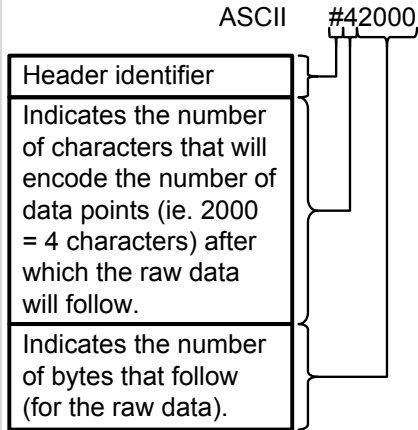 ASCII #42000
Header identifier
Indicates the number
of characters that will
encode the number of
data points (ie. 2000
= 4 characters) after
which the raw data
will follow.
Indicates the number
of bytes that follow
(for the raw data).